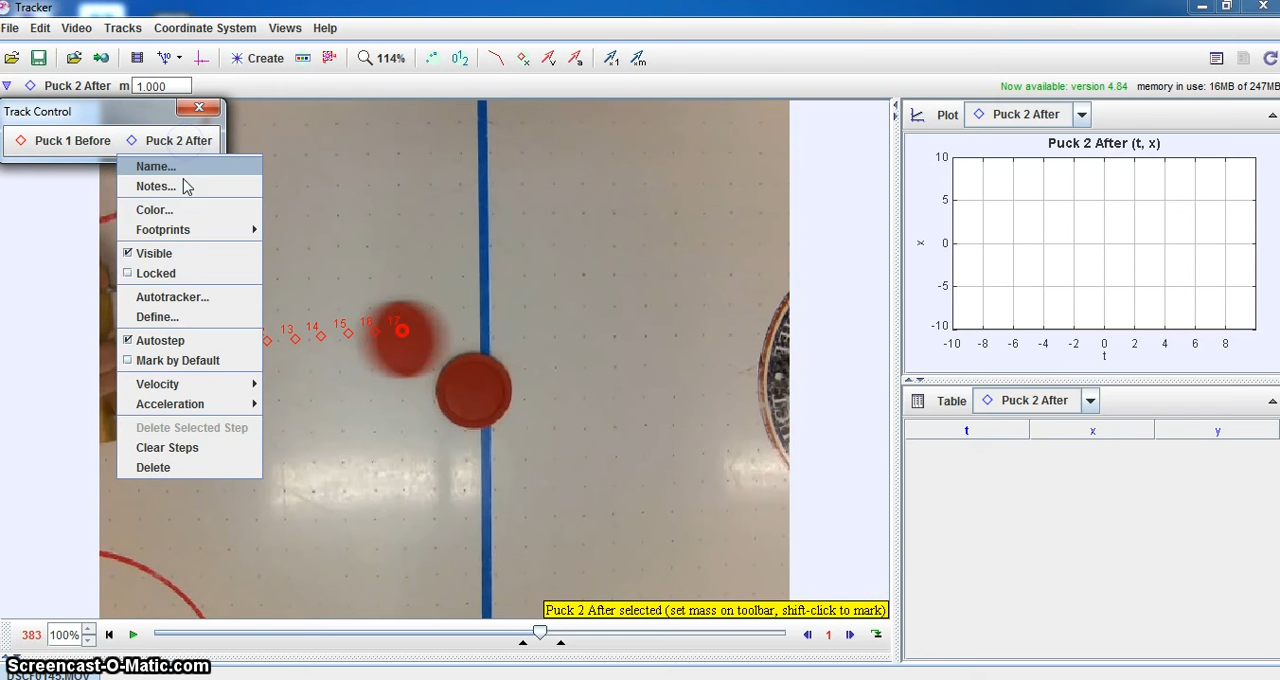 Tracker
File Edit Video Tracks Coordinate System Views Help
Create 114%
Puck 2 After m 1.000 Now available: version 4.84 memory in use: 16MB of 247MB
Track Control
Puck 1 Before Puck 2 After
Name...
Notes...
Color...
Footprints
Visible
Locked
Autotracker...
Define...
Autostep
Mark by Default
Velocity
Acceleration
Delete Selected Step
Clear Steps
Delete
13 14 15 16 17
Plot Puck 2 After
Puck 2 After (t, x)
10
5
0
-5
-10
x
-10 -8 -6 -4 -2 0 2 4 6 8
t
Table Puck 2 After
t x y
Puck 2 After selected (set mass on toolbar, shift-click to mark)
383 100% 1
Screencast-O-Matic.com
DSCF0145.MOV